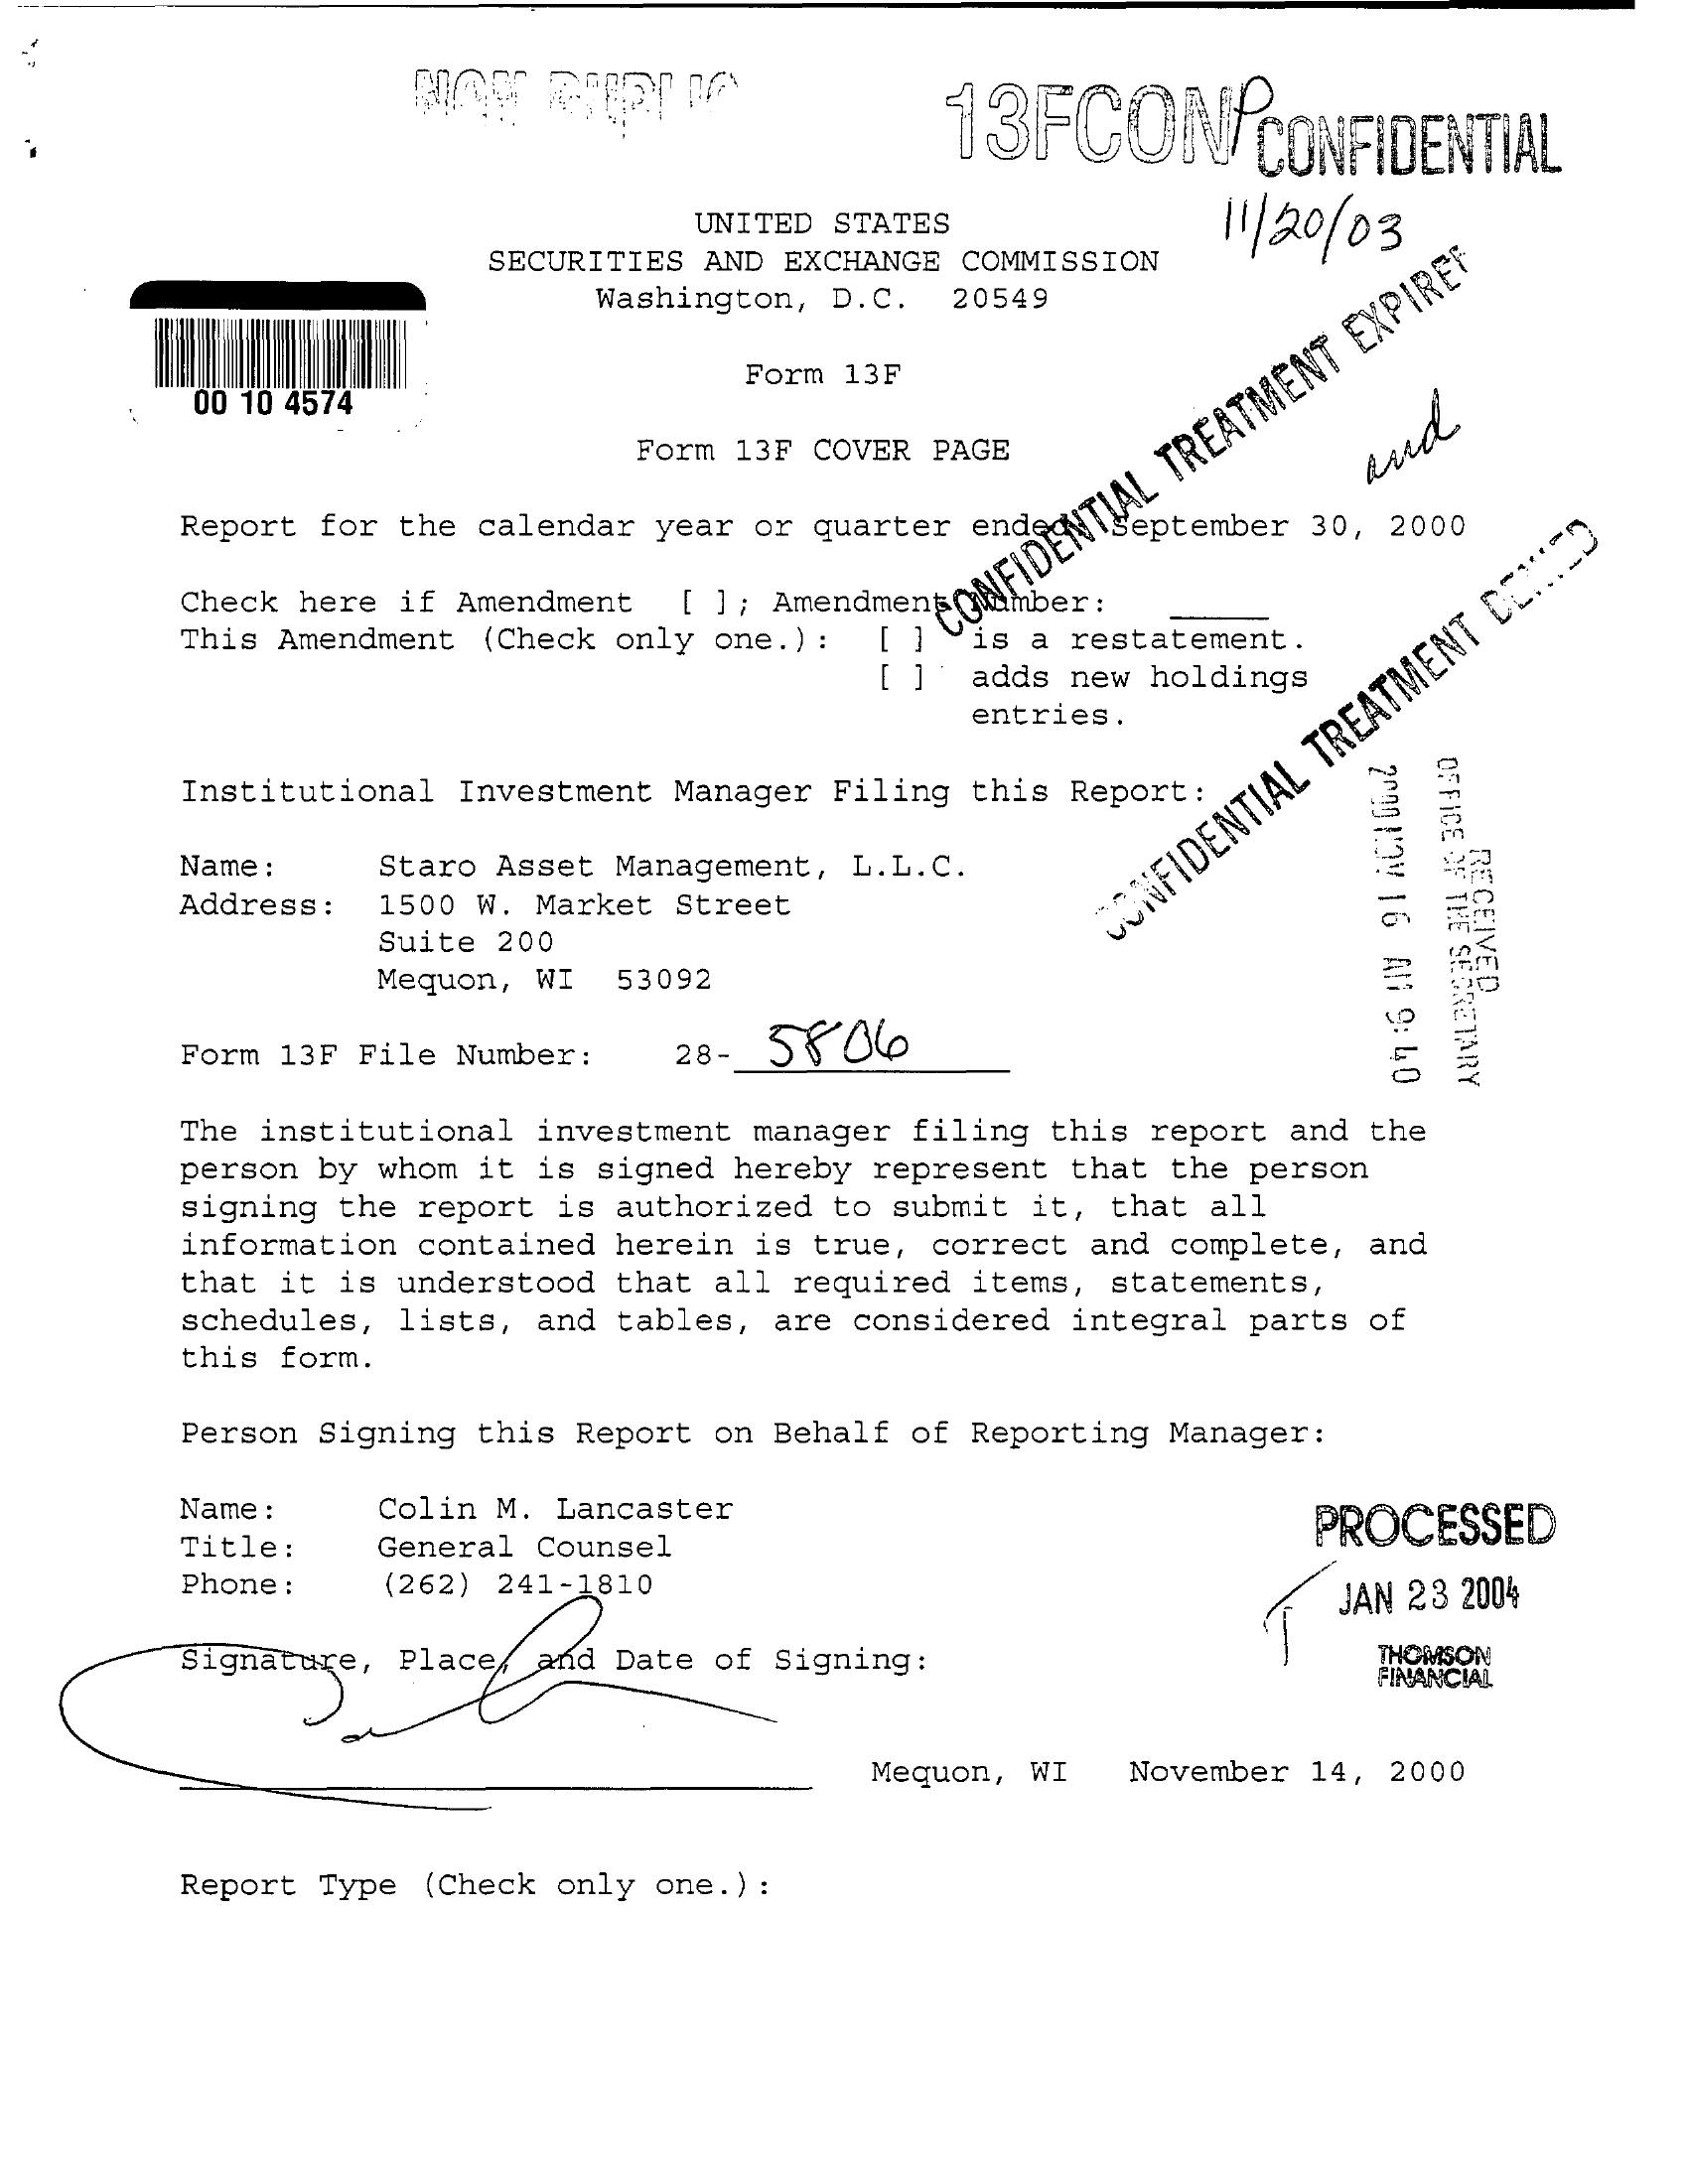 NON PUBLIC
13FCONP CONFIDENTIAL
11/20/03
UNITED STATES
SECURITIES AND EXCHANGE COMMISSION
Washington, D.C. 20549
00 10 4574
Form 13F
Form 13F COVER PAGE
CONFIDENTIAL TREATMENT EXPIRED
and
CONFIDENTIAL TREATMENT DENIED
Report for the calendar year or quarter ended September 30, 2000
Check here if Amendment [ ]; Amendment Number:
This Amendment (Check only one.): [ ] is a restatement.
[ ] adds new holdings
entries.
Institutional Investment Manager Filing this Report:
RECEIVED
OFFICE OF THE SECRETARY
2000 NOV 16 AM 9:40
Name: Staro Asset Management, L.L.C.
Address: 1500 W. Market Street
Suite 200
Mequon, WI 53092
Form 13F File Number: 28- 5806
The institutional investment manager filing this report and the
person by whom it is signed hereby represent that the person
signing the report is authorized to submit it, that all
information contained herein is true, correct and complete, and
that it is understood that all required items, statements,
schedules, lists, and tables, are considered integral parts of
this form.
Person Signing this Report on Behalf of Reporting Manager:
Name: Colin M. Lancaster
Title: General Counsel
Phone: (262) 241-1810
PROCESSED
JAN 23 2004
THOMSON
FINANCIAL
Signature, Place, and Date of Signing:
Mequon, WI November 14, 2000
Report Type (Check only one.):